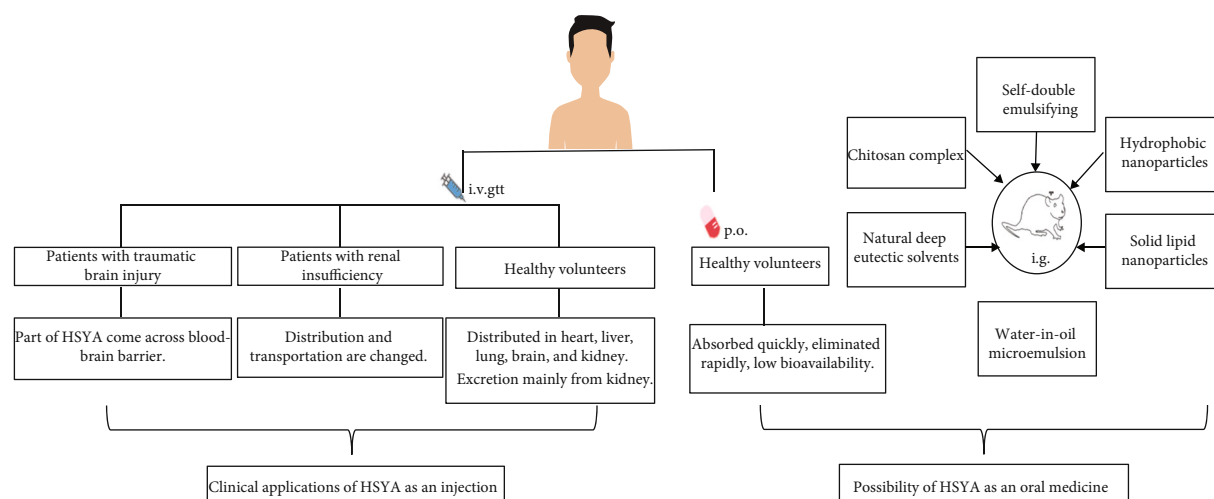 i.v.gtt
Patients with traumatic
brain injury
Patients with renal
insufficiency
Healthy volunteers
Part of HSYA come across blood-
brain barrier.
Distribution and
transportation are changed.
Distributed in heart, liver,
lung, brain, and kidney.
Excretion mainly from kidney.
Clinical applications of HSYA as an injection
p.o.
Healthy volunteers
Absorbed quickly, eliminated
rapidly, low bioavailability.
Self-double
emulsifying
Chitosan complex
Hydrophobic
nanoparticles
Natural deep
eutectic solvents
i.g.
Solid lipid
nanoparticles
Water-in-oil
microemulsion
Possibility of HSYA as an oral medicine